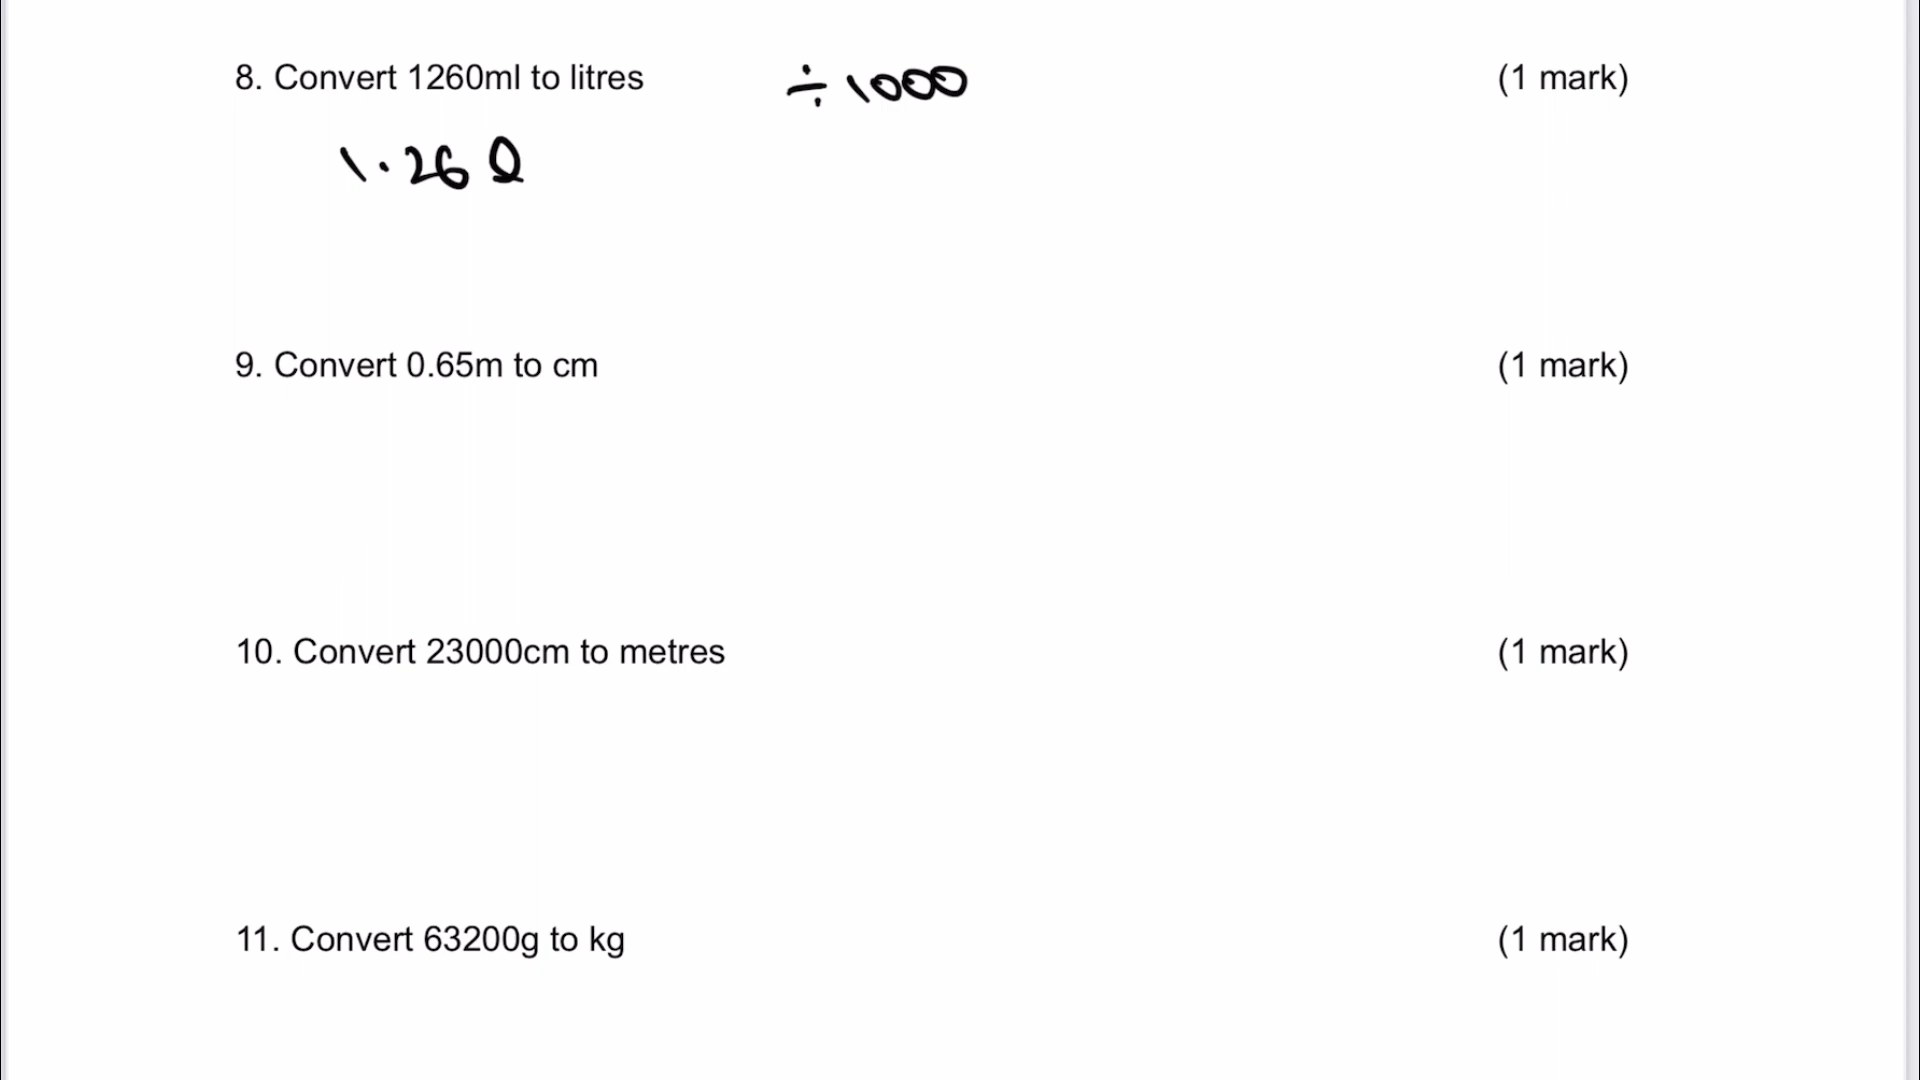 8. Convert 1260ml to litres ÷ 1000 (1 mark)
1.26 l
9. Convert 0.65m to cm (1 mark)
10. Convert 23000cm to metres (1 mark)
11. Convert 63200g to kg (1 mark)